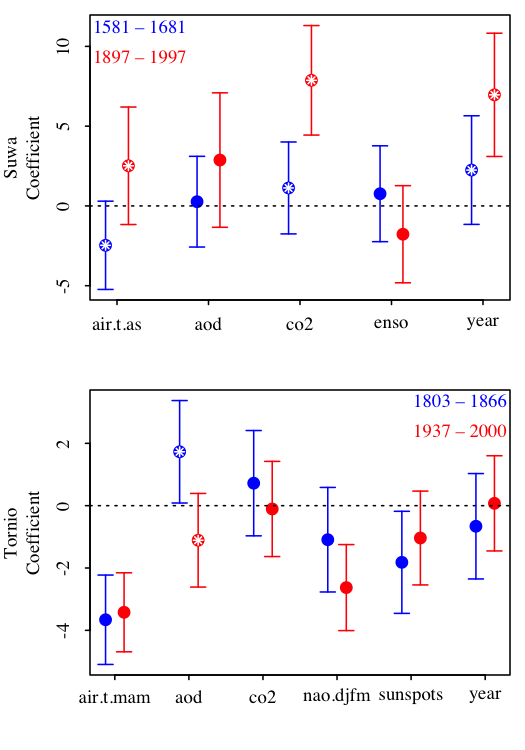 1581 – 1681
1897 – 1997
Suwa
Coefficient
10
5
0
-5
air.t.as aod co2 enso year
1803 – 1866
1937 – 2000
Tornio
Coefficient
2
0
-2
-4
air.t.mam aod co2 nao.djfm sunspots year